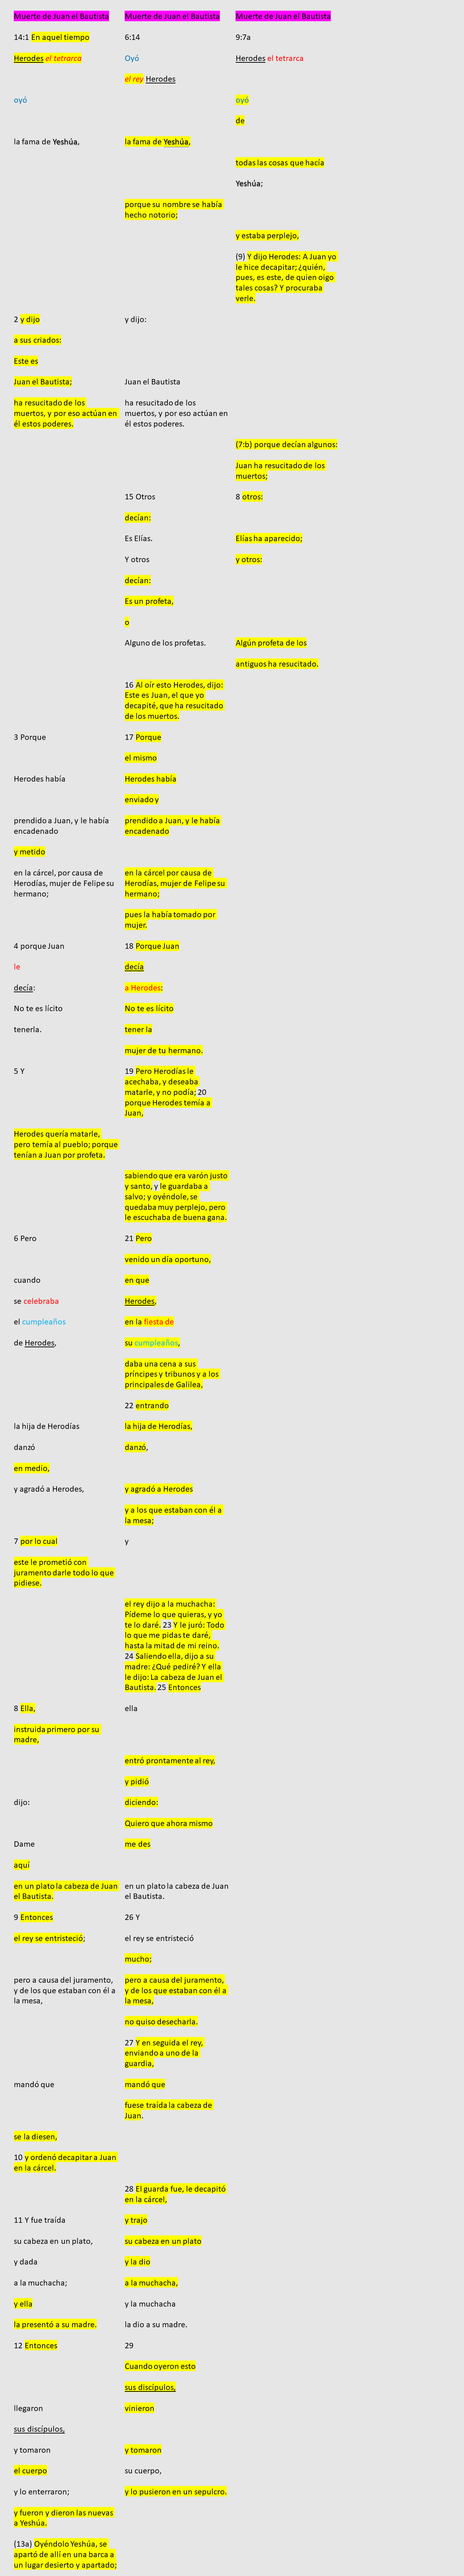 Muerte de Juan el Bautista
14:1 En aquel tiempo
Herodes el tetrarca
oyó
la fama de Yeshúa,
2 y dijo
a sus criados:
Este es
Juan el Bautista;
ha resucitado de los
muertos, y por eso actúan en
él estos poderes.
3 Porque
Herodes había
prendido a Juan, y le había
encadenado
y metido
en la cárcel, por causa de
Herodías, mujer de Felipe su
hermano;
4 porque Juan
le
decía:
No te es lícito
tenerla.
5 Y
Herodes quería matarle,
pero temía al pueblo; porque
tenían a Juan por profeta.
6 Pero
cuando
se celebraba
el cumpleaños
de Herodes,
la hija de Herodías
danzó
en medio,
y agradó a Herodes,
7 por lo cual
este le prometió con
juramento darle todo lo que
pidiese.
8 Ella,
instruida primero por su
madre,
dijo:
Dame
aquí
en un plato la cabeza de Juan
el Bautista.
9 Entonces
el rey se entristeció;
pero a causa del juramento,
y de los que estaban con él a
la mesa,
mandó que
se la diesen,
10 y ordenó decapitar a Juan
en la cárcel.
11 Y fue traída
su cabeza en un plato,
y dada
a la muchacha;
y ella
la presentó a su madre.
12 Entonces
llegaron
sus discípulos,
y tomaron
el cuerpo
y lo enterraron;
y fueron y dieron las nuevas
a Yeshúa.
(13a) Oyéndolo Yeshúa, se
apartó de allí en una barca a
un lugar desierto y apartado;
Muerte de Juan el Bautista
6:14
Oyó
el rey Herodes
la fama de Yeshúa,
porque su nombre se había
hecho notorio;
y dijo:
Juan el Bautista
ha resucitado de los
muertos, y por eso actúan en
él estos poderes.
15 Otros
decían:
Es Elías.
Y otros
decían:
Es un profeta,
o
Alguno de los profetas.
16 Al oír esto Herodes, dijo:
Este es Juan, el que yo
decapité, que ha resucitado
de los muertos.
17 Porque
el mismo
Herodes había
enviado y
prendido a Juan, y le había
encadenado
en la cárcel por causa de
Herodías, mujer de Felipe su
hermano;
pues la había tomado por
mujer.
18 Porque Juan
decía
a Herodes:
No te es lícito
tener la
mujer de tu hermano.
19 Pero Herodías le
acechaba, y deseaba
matarle, y no podía; 20
porque Herodes temía a
Juan,
sabiendo que era varón justo
y santo, y le guardaba a
salvo; y oyéndole, se
quedaba muy perplejo, pero
le escuchaba de buena gana.
21 Pero
venido un día oportuno,
en que
Herodes,
en la fiesta de
su cumpleaños,
daba una cena a sus
príncipes y tribunos y a los
principales de Galilea,
22 entrando
la hija de Herodías,
danzó,
y agradó a Herodes
y a los que estaban con él a
la mesa;
y
el rey dijo a la muchacha:
Pídeme lo que quieras, y yo
te lo daré. 23 Y le juró: Todo
lo que me pidas te daré,
hasta la mitad de mi reino.
24 Saliendo ella, dijo a su
madre: ¿Qué pediré? Y ella
le dijo: La cabeza de Juan el
Bautista. 25 Entonces
ella
entró prontamente al rey,
y pidió
diciendo:
Quiero que ahora mismo
me des
en un plato la cabeza de Juan
el Bautista.
26 Y
el rey se entristeció
mucho;
pero a causa del juramento,
y de los que estaban con él a
la mesa,
no quiso desecharla.
27 Y en seguida el rey,
enviando a uno de la
guardia,
mandó que
fuese traída la cabeza de
Juan.
28 El guarda fue, le decapitó
en la cárcel,
y trajo
su cabeza en un plato
y la dio
a la muchacha,
y la muchacha
la dio a su madre.
29
Cuando oyeron esto
sus discípulos,
vinieron
y tomaron
su cuerpo,
y lo pusieron en un sepulcro.
Muerte de Juan el Bautista
9:7a
Herodes el tetrarca
oyó
de
todas las cosas que hacía
Yeshúa;
y estaba perplejo,
(9) Y dijo Herodes: A Juan yo
le hice decapitar; ¿quién,
pues, es este, de quien oigo
tales cosas? Y procuraba
verle.
(7:b) porque decían algunos:
Juan ha resucitado de los
muertos;
8 otros:
Elías ha aparecido;
y otros:
Algún profeta de los
antiguos ha resucitado.